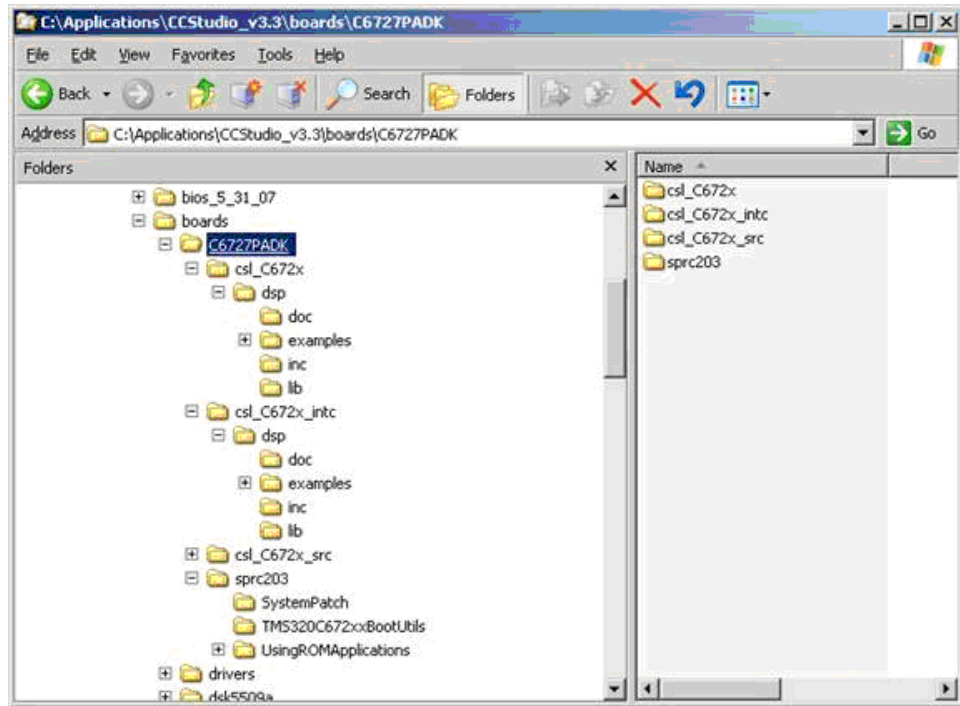 C:\Applications\CCStudio_v3.3\boards\C6727PADK
File Edit View Favorites Tools Help
Back Search Folders
Address C:\Applications\CCStudio_v3.3\boards\C6727PADK Go
Folders
bios_5_31_07
boards
C6727PADK
csl_C672x
dsp
doc
examples
inc
lib
csl_C672x_intc
dsp
doc
examples
inc
lib
csl_C672x_src
sprc203
SystemPatch
TMS320C672xxBootUtils
UsingROMApplications
drivers
dsk5509a
Name
csl_C672x
csl_C672x_intc
csl_C672x_src
sprc203